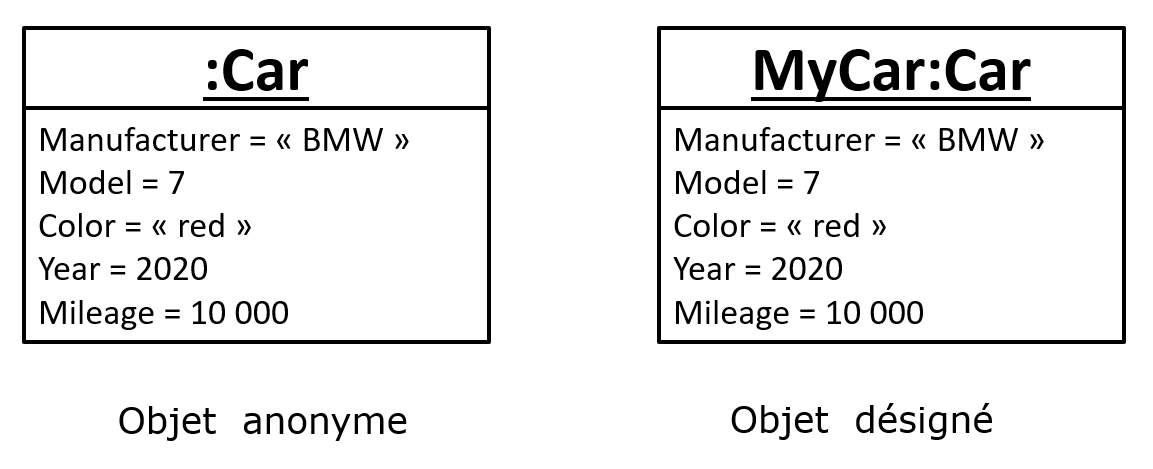 :Car
Manufacturer = « BMW »
Model = 7
Color = « red »
Year = 2020
Mileage = 10 000
Objet anonyme
MyCar:Car
Manufacturer = « BMW »
Model = 7
Color = « red »
Year = 2020
Mileage = 10 000
Objet désigné